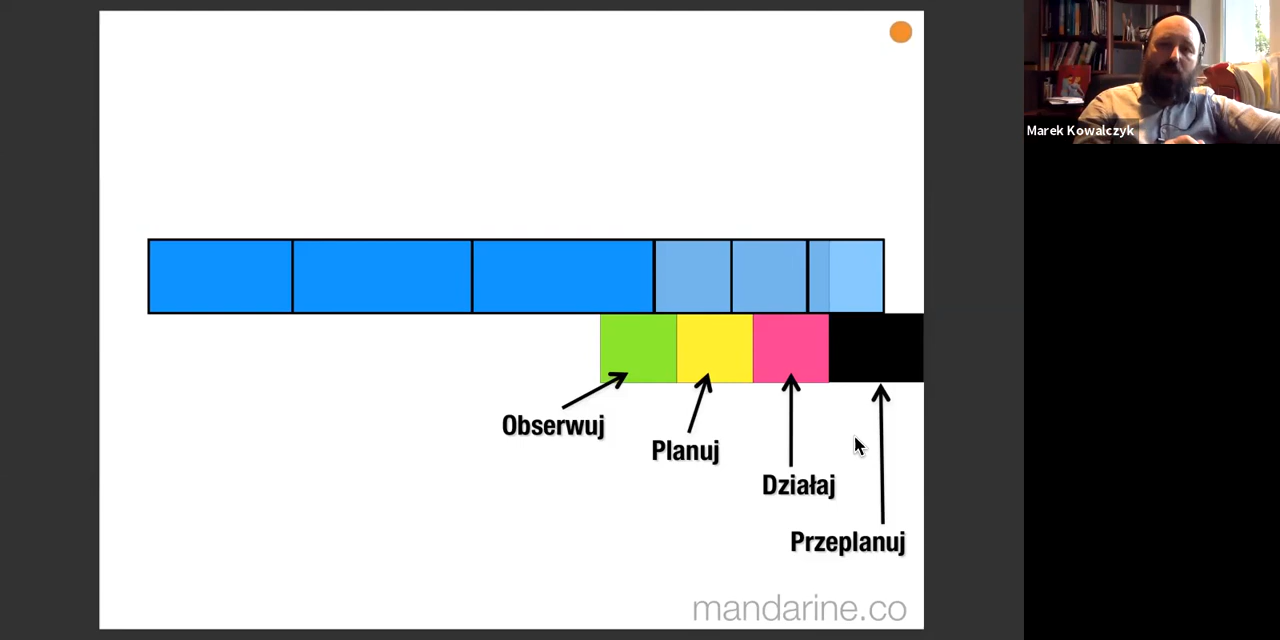 Marek Kowalczyk
Obserwuj
Planuj
Działaj
Przeplanuj
mandarine.co